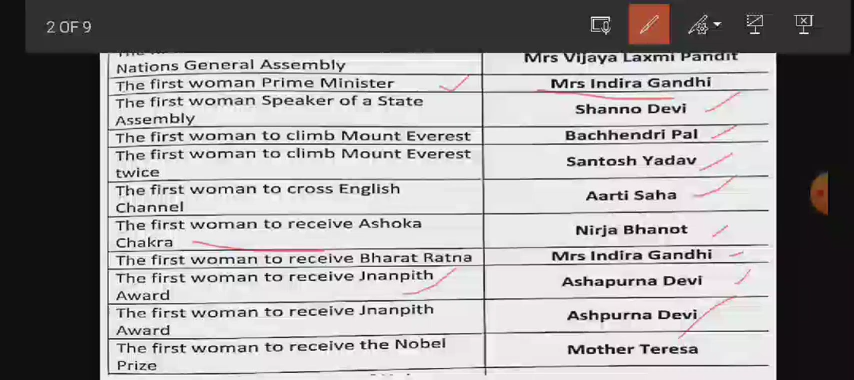 2 OF 9
Nations General Assembly
Mrs Vijaya Laxmi Pandit
The first woman Prime Minister
Mrs Indira Gandhi
The first woman Speaker of a State
Assembly
Shanno Devi
The first woman to climb Mount Everest
Bachhendri Pal
The first woman to climb Mount Everest
twice
Santosh Yadav
The first woman to cross English
Channel
Aarti Saha
The first woman to receive Ashoka
Chakra
Nirja Bhanot
The first woman to receive Bharat Ratna
Mrs Indira Gandhi
The first woman to receive Jnanpith
Award
Ashapurna Devi
The first woman to receive Jnanpith
Award
Ashpurna Devi
The first woman to receive the Nobel
Prize
Mother Teresa